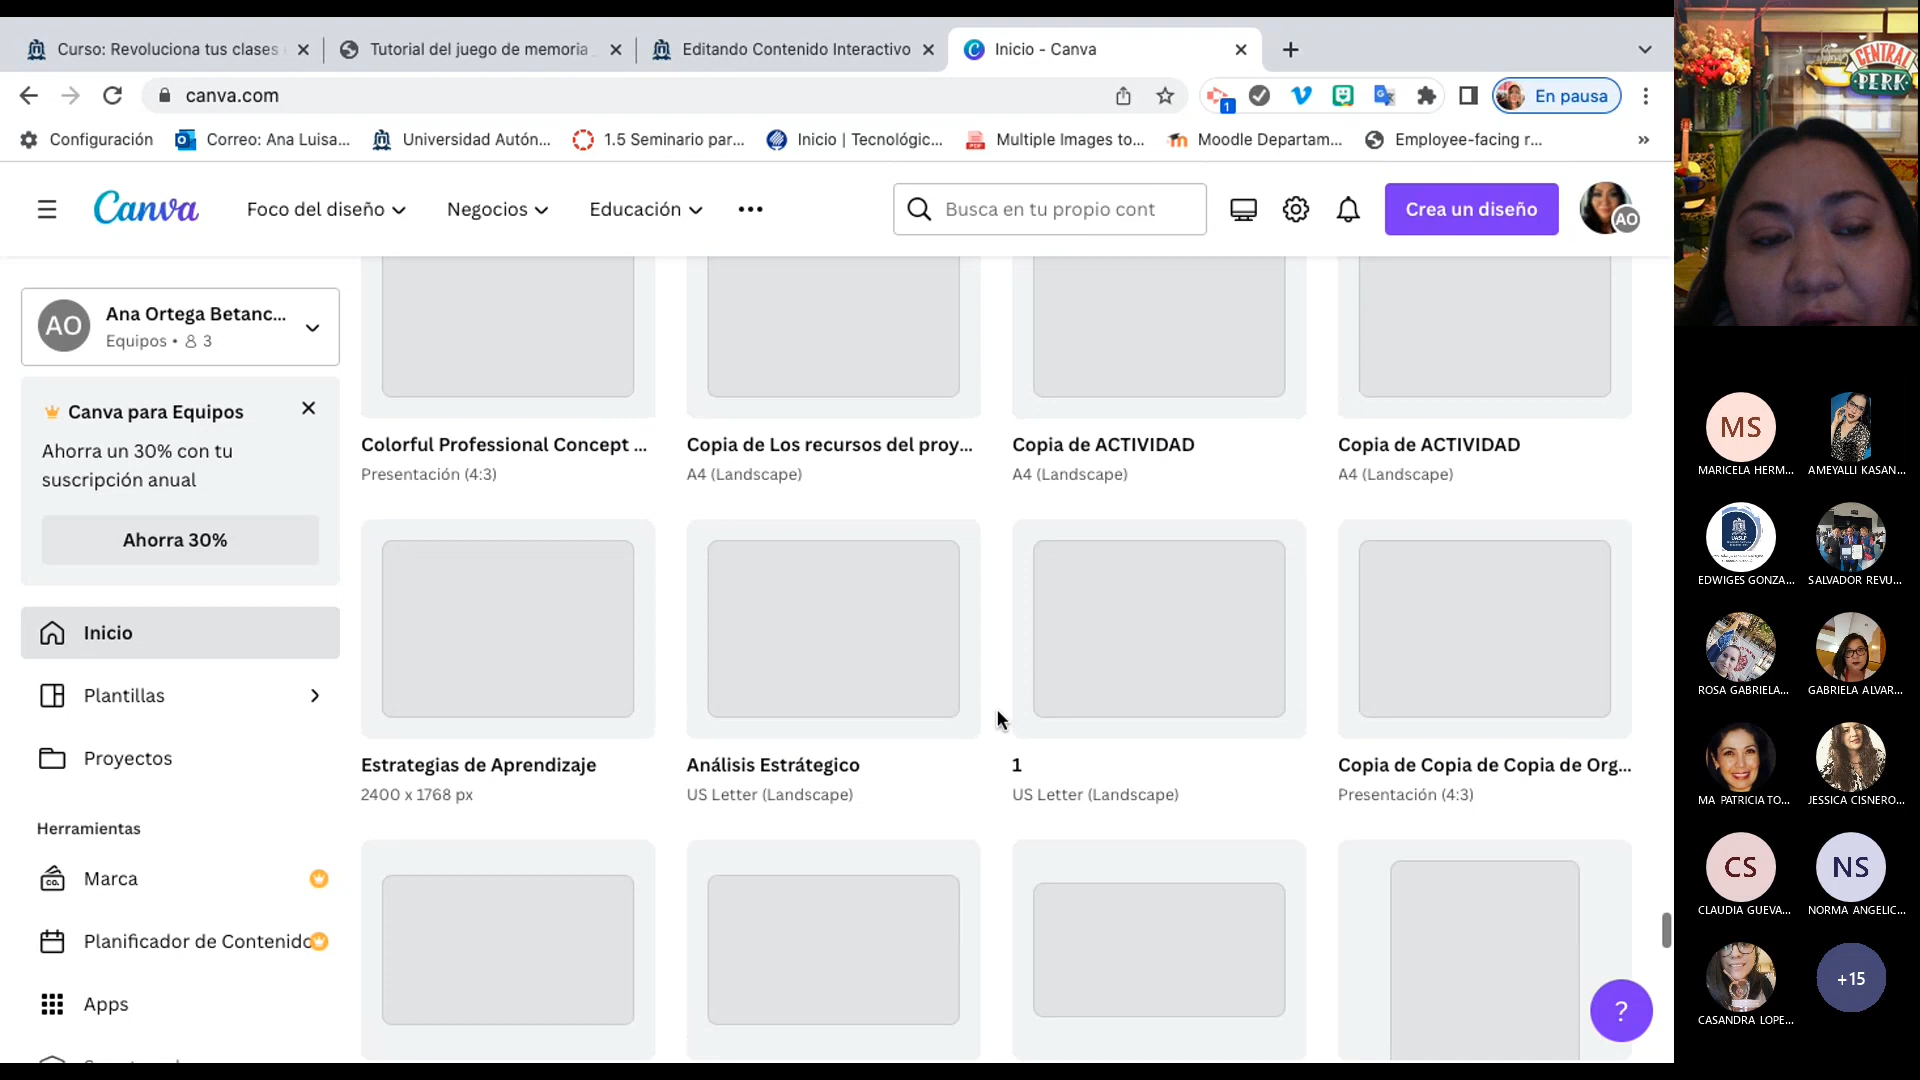 Curso: Revoluciona tus clases
Tutorial del juego de memoria
Editando Contenido Interactivo
Inicio - Canva
canva.com
1
En pausa
Configuración
Correo: Ana Luisa...
Universidad Autón...
1.5 Seminario par...
Inicio | Tecnológic...
Multiple Images to...
Moodle Departam...
Employee-facing r...
Canva
Foco del diseño
Negocios
Educación
Busca en tu propio cont
Crea un diseño
AO
AO
Ana Ortega Betanc...
Equipos • 3
Canva para Equipos
Ahorra un 30% con tu
suscripción anual
Ahorra 30%
Inicio
Plantillas
Proyectos
Herramientas
Marca
Planificador de Contenido
Apps
Colorful Professional Concept ...
Presentación (4:3)
Copia de Los recursos del proy...
A4 (Landscape)
Copia de ACTIVIDAD
A4 (Landscape)
Copia de ACTIVIDAD
A4 (Landscape)
Estrategias de Aprendizaje
2400 x 1768 px
Análisis Estrátegico
US Letter (Landscape)
1
US Letter (Landscape)
Copia de Copia de Copia de Org...
Presentación (4:3)
?
CENTRAL
PERK
MS
MARICELA HERM...
AMEYALLI KASAN...
UASLP
EDWIGES GONZA...
SALVADOR REVU...
ROSA GABRIELA...
GABRIELA ALVAR...
MA PATRICIA TO...
JESSICA CISNERO...
CS
CLAUDIA GUEVA...
NS
NORMA ANGELIC...
CASANDRA LOPE...
+15